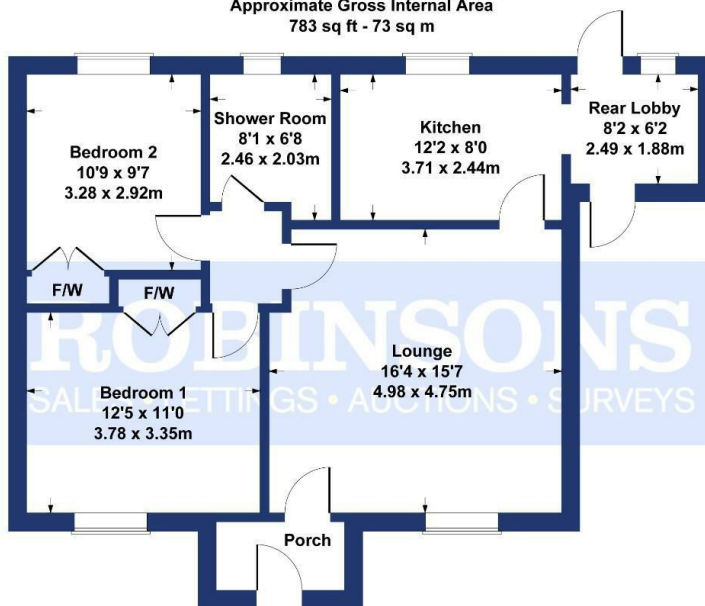 Approximate Gross Internal Area
783 sq ft - 73 sq m
Bedroom 2
10'9 x 9'7
3.28 x 2.92m
Shower Room
8'1 x 6'8
2.46 x 2.03m
Kitchen
12'2 x 8'0
3.71 x 2.44m
Rear Lobby
8'2 x 6'2
2.49 x 1.88m
F/W
F/W
ROBINSONS
SALES • LETTINGS • AUCTIONS • SURVEYS
Bedroom 1
12'5 x 11'0
3.78 x 3.35m
Lounge
16'4 x 15'7
4.98 x 4.75m
Porch